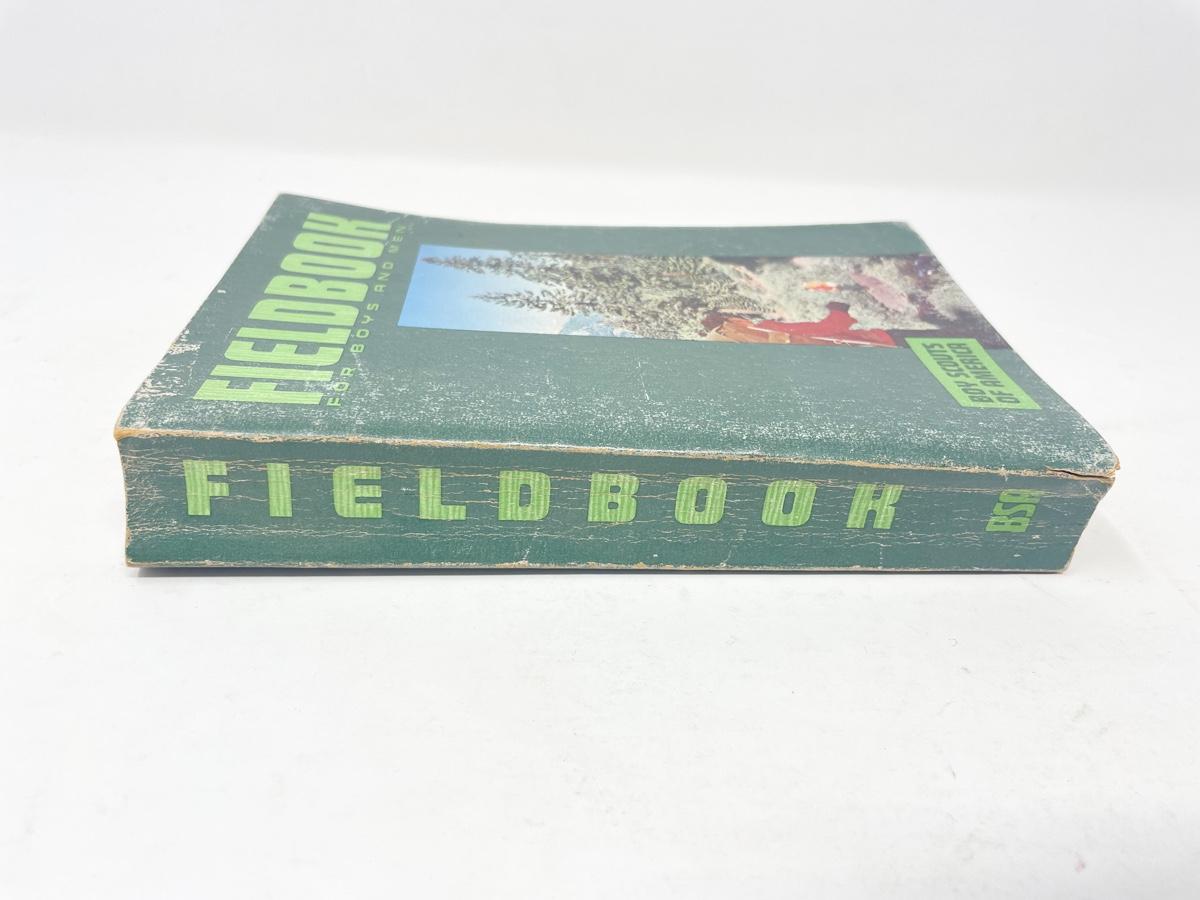 FIELDBOOK
FOR BOYS AND MEN
BOY SCOUTS
OF AMERICA
FIELDBOOK
BSA